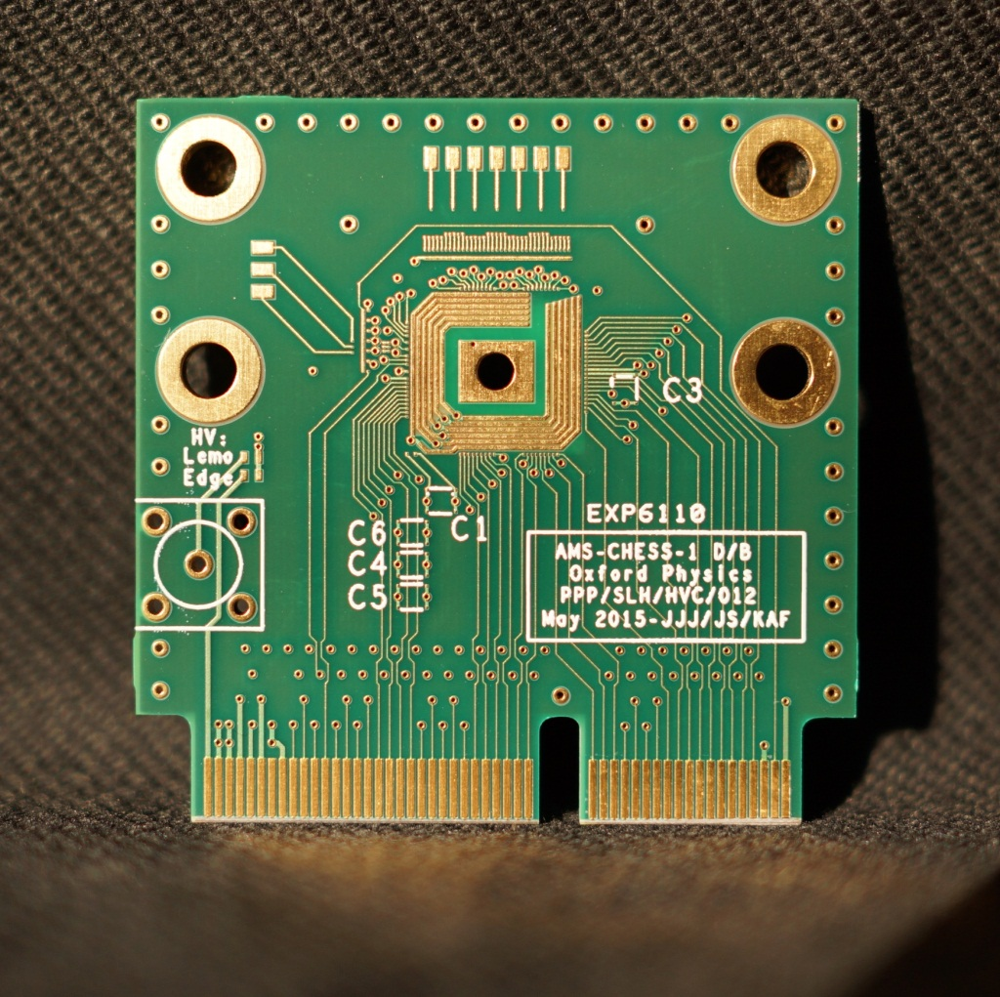 HV:
Lemo
Edge
C3
C1
C6
C4
C5
EXP6110
AMS-CHESS-1 D/B
Oxford Physics
PPP/SLH/HVC/012
May 2015-JJJ/JS/KAF